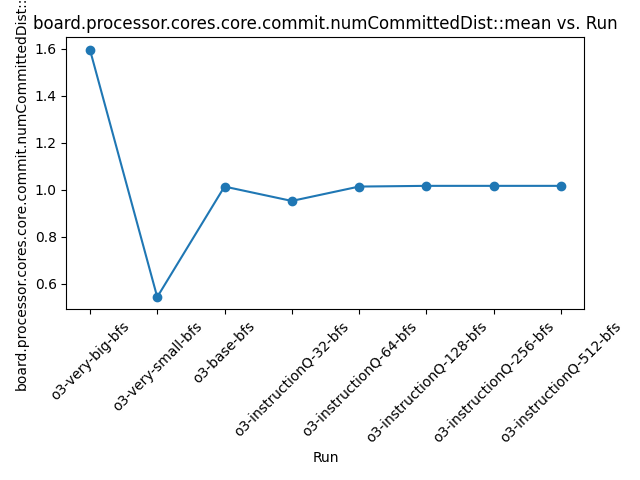 board.processor.cores.core.commit.numCommittedDist::mean vs. Run
board.processor.cores.core.commit.numCommittedDist::
1.6
1.4
1.2
1.0
0.8
0.6
o3-very-big-bfs
o3-very-small-bfs
o3-base-bfs
o3-instructionQ-32-bfs
o3-instructionQ-64-bfs
o3-instructionQ-128-bfs
o3-instructionQ-256-bfs
o3-instructionQ-512-bfs
Run